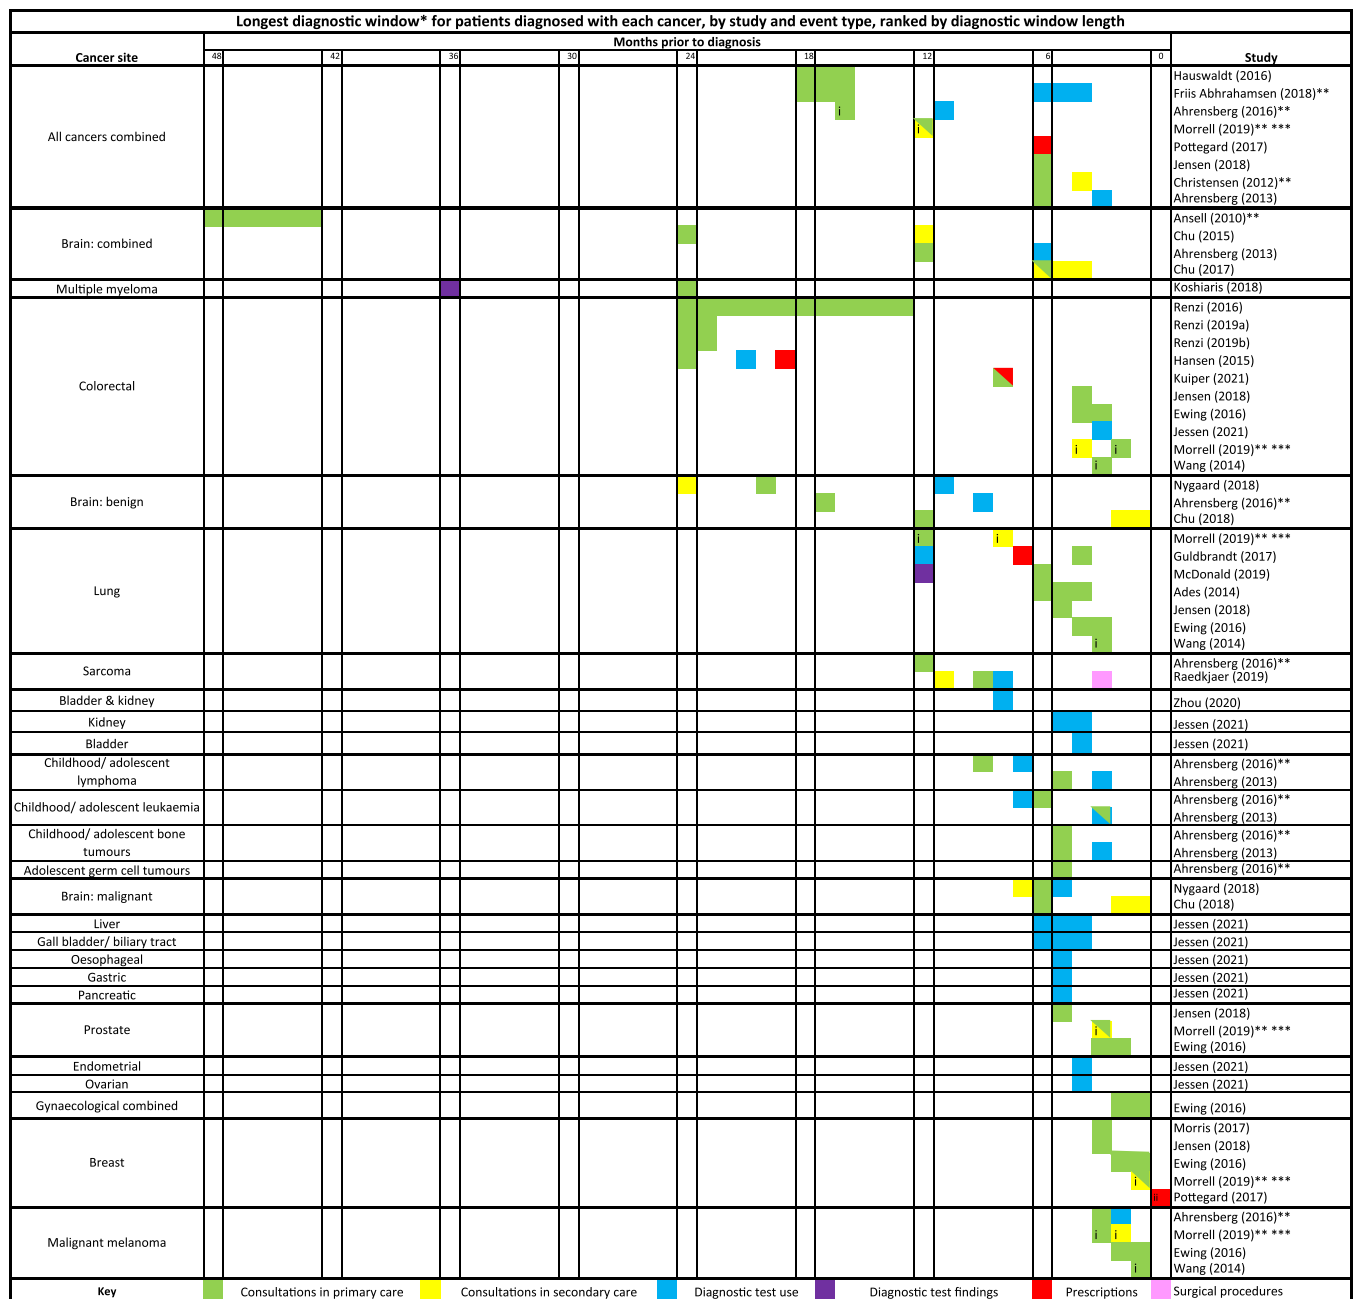 Longest diagnostic window* for patients diagnosed with each cancer, by study and event type, ranked by diagnostic window length
Months prior to diagnosis
Cancer site
48 42 36 30 24 18 12 6 0
Study
All cancers combined
Hauswaldt (2016)
Friis Abhrahamsen (2018)**
i Ahrensberg (2016)**
i Morrell (2019)** ***
Pottegard (2017)
Jensen (2018)
Christensen (2012)**
Ahrensberg (2013)
Brain: combined
Ansell (2010)**
Chu (2015)
Ahrensberg (2013)
Chu (2017)
Multiple myeloma
Koshiaris (2018)
Colorectal
Renzi (2016)
Renzi (2019a)
Renzi (2019b)
Hansen (2015)
Kuiper (2021)
Jensen (2018)
Ewing (2016)
Jessen (2021)
i i Morrell (2019)** ***
i Wang (2014)
Brain: benign
Nygaard (2018)
Ahrensberg (2016)**
Chu (2018)
Lung
i i Morrell (2019)** ***
Guldbrandt (2017)
McDonald (2019)
Ades (2014)
Jensen (2018)
Ewing (2016)
i Wang (2014)
Sarcoma
Ahrensberg (2016)**
Raedkjaer (2019)
Bladder & kidney
Zhou (2020)
Kidney
Jessen (2021)
Bladder
Jessen (2021)
Childhood/ adolescent
lymphoma
Ahrensberg (2016)**
Ahrensberg (2013)
Childhood/ adolescent leukaemia
Ahrensberg (2016)**
Ahrensberg (2013)
Childhood/ adolescent bone
tumours
Ahrensberg (2016)**
Ahrensberg (2013)
Adolescent germ cell tumours
Ahrensberg (2016)**
Brain: malignant
Nygaard (2018)
Chu (2018)
Liver
Jessen (2021)
Gall bladder/ biliary tract
Jessen (2021)
Oesophageal
Jessen (2021)
Gastric
Jessen (2021)
Pancreatic
Jessen (2021)
Prostate
Jensen (2018)
i Morrell (2019)** ***
Ewing (2016)
Endometrial
Jessen (2021)
Ovarian
Jessen (2021)
Gynaecological combined
Ewing (2016)
Breast
Morris (2017)
Jensen (2018)
Ewing (2016)
i Morrell (2019)** ***
ii Pottegard (2017)
Malignant melanoma
Ahrensberg (2016)**
i i Morrell (2019)** ***
Ewing (2016)
i Wang (2014)
Key Consultations in primary care Consultations in secondary care Diagnostic test use Diagnostic test findings Prescriptions Surgical procedures